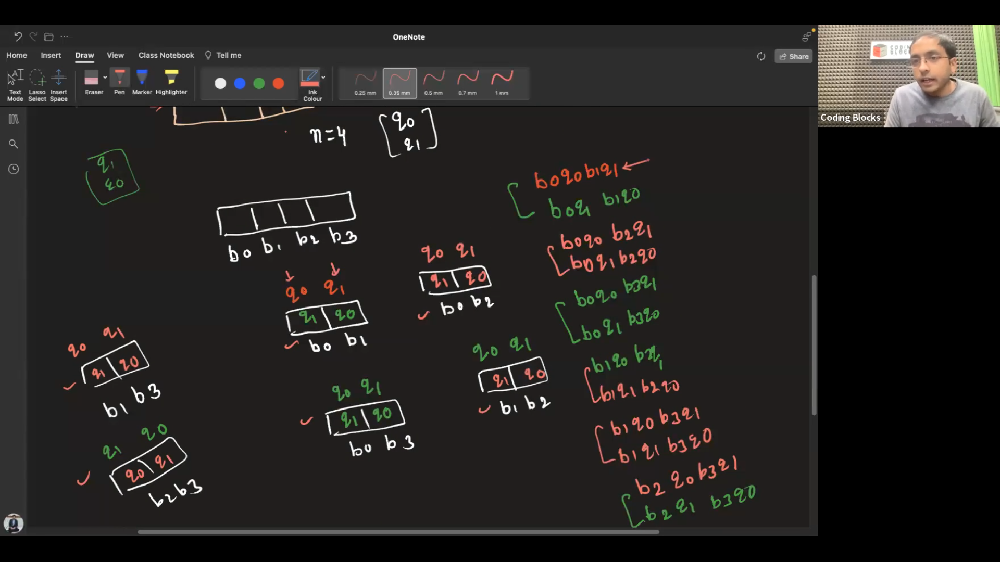 OneNote
Home Insert Draw View Class Notebook Tell me
Share
Text Mode
Lasso Select
Insert Space
Eraser
Pen
Marker
Highlighter
Ink Colour
0.25 mm
0.35 mm
0.5 mm
0.7 mm
1 mm
Coding Blocks
n=4
q0
q1
q1
q0
b0 b1 b2 b3
q0 q1
q1 q0
b0 b1
q0 q1
q1 q0
b0 b2
q0 q1
q1 q0
b1 b3
q0 q1
q1 q0
b0 b3
q0 q1
q1 q0
b1 b2
q1 q0
q0 q1
b2 b3
b0q0 b1q1
b0q1 b1q0
b0q0 b2q1
b0q1 b2q0
b0q0 b3q1
b0q1 b3q0
b1q0 b2q1
b1q1 b2q0
b1q0 b3q1
b1q1 b3q0
b2q0 b3q1
b2q1 b3q0